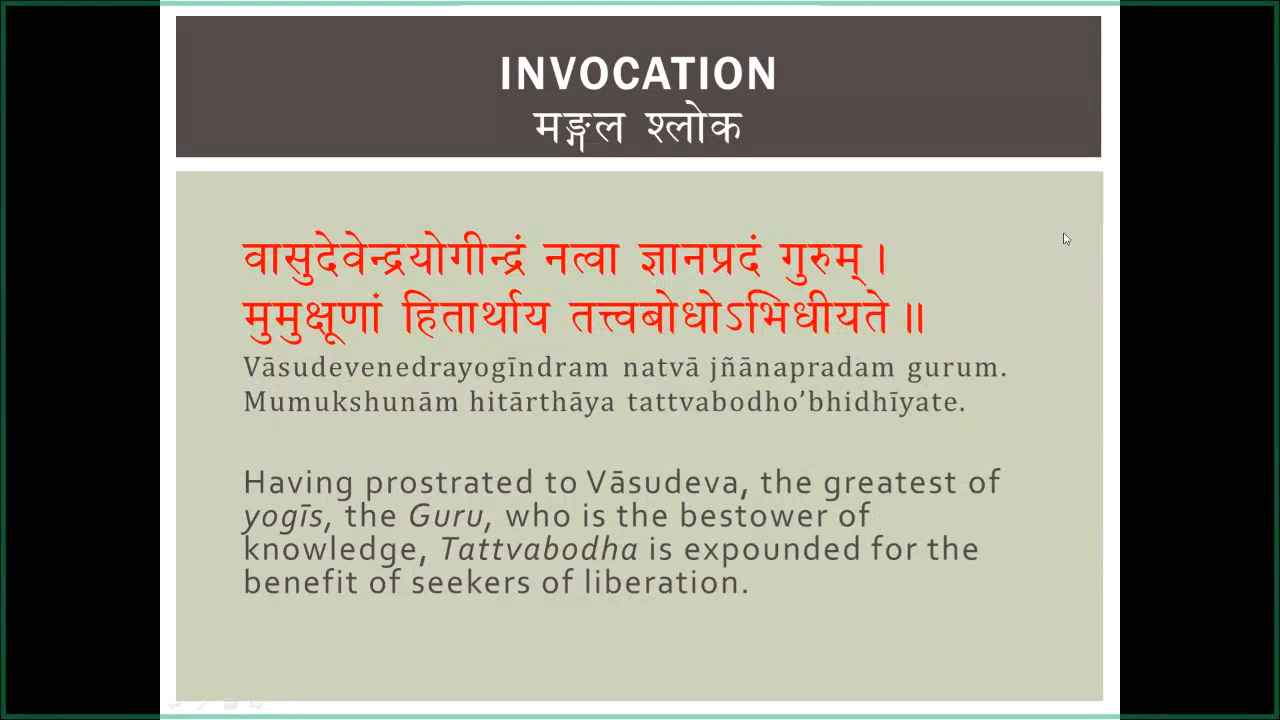 INVOCATION
मङ्गल श्लोक
वासुदेवेन्द्रयोगीन्द्रं नत्वा ज्ञानप्रदं गुरुम् ।
मुमुक्षूणां हितार्थाय तत्त्वबोधोऽभिधीयते ॥
Vāsudevenedrayogīndram natvā jñānapradam gurum.
Mumukshunām hitārthāya tattvabodho’bhidhīyate.
Having prostrated to Vāsudeva, the greatest of
yogīs, the Guru, who is the bestower of
knowledge, Tattvabodha is expounded for the
benefit of seekers of liberation.